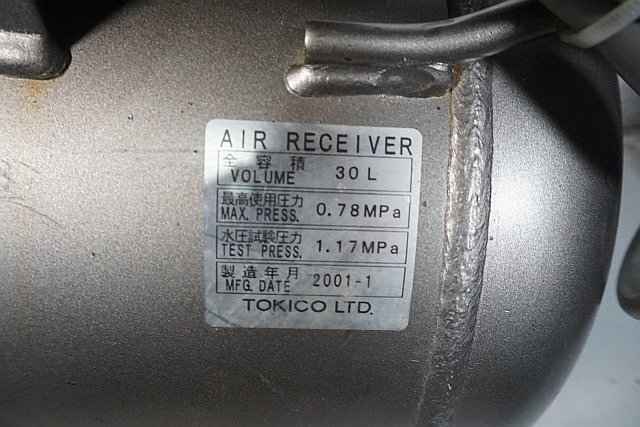 AIR RECEIVER
全容積
VOLUME 30L
最高使用圧力
MAX. PRESS. 0.78MPa
水圧試験圧力
TEST PRESS. 1.17MPa
製造年月
MFG. DATE 2001-1
TOKICO LTD.